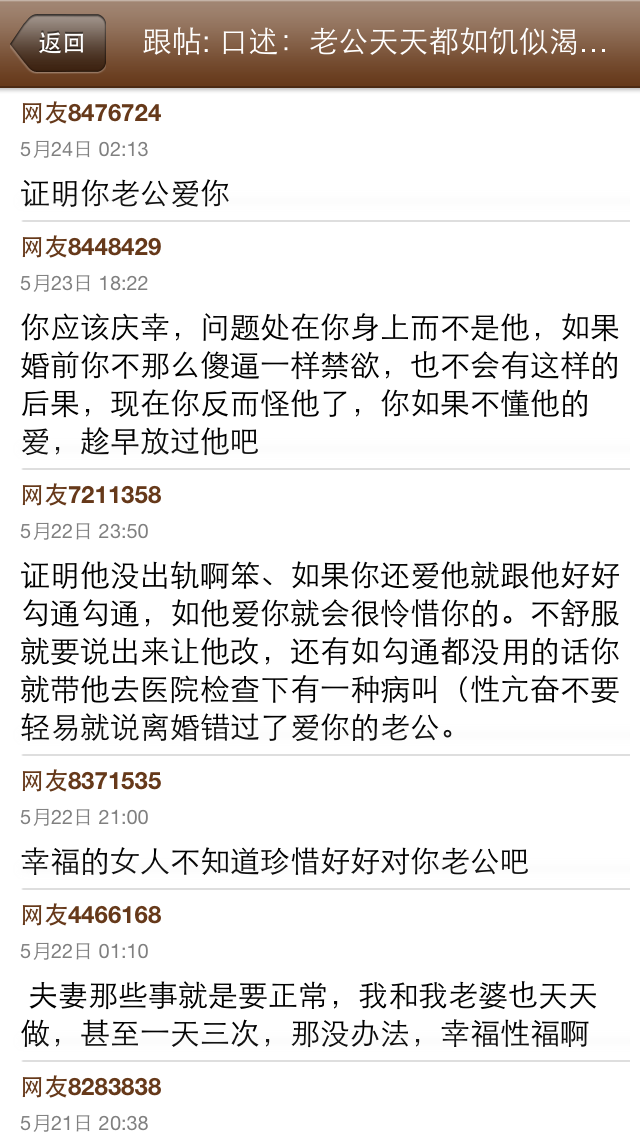 返回
跟帖: 口述：老公天天都如饥似渴...
网友8476724
5月24日 02:13
证明你老公爱你
网友8448429
5月23日 18:22
你应该庆幸，问题处在你身上而不是他，如果
婚前你不那么傻逼一样禁欲，也不会有这样的
后果，现在你反而怪他了，你如果不懂他的
爱，趁早放过他吧
网友7211358
5月22日 23:50
证明他没出轨啊笨、如果你还爱他就跟他好好
勾通勾通，如他爱你就会很怜惜你的。不舒服
就要说出来让他改，还有如勾通都没用的话你
就带他去医院检查下有一种病叫（性亢奋不要
轻易就说离婚错过了爱你的老公。
网友8371535
5月22日 21:00
幸福的女人不知道珍惜好好对你老公吧
网友4466168
5月22日 01:10
夫妻那些事就是要正常，我和我老婆也天天
做，甚至一天三次，那没办法，幸福性福啊
网友8283838
5月21日 20:38